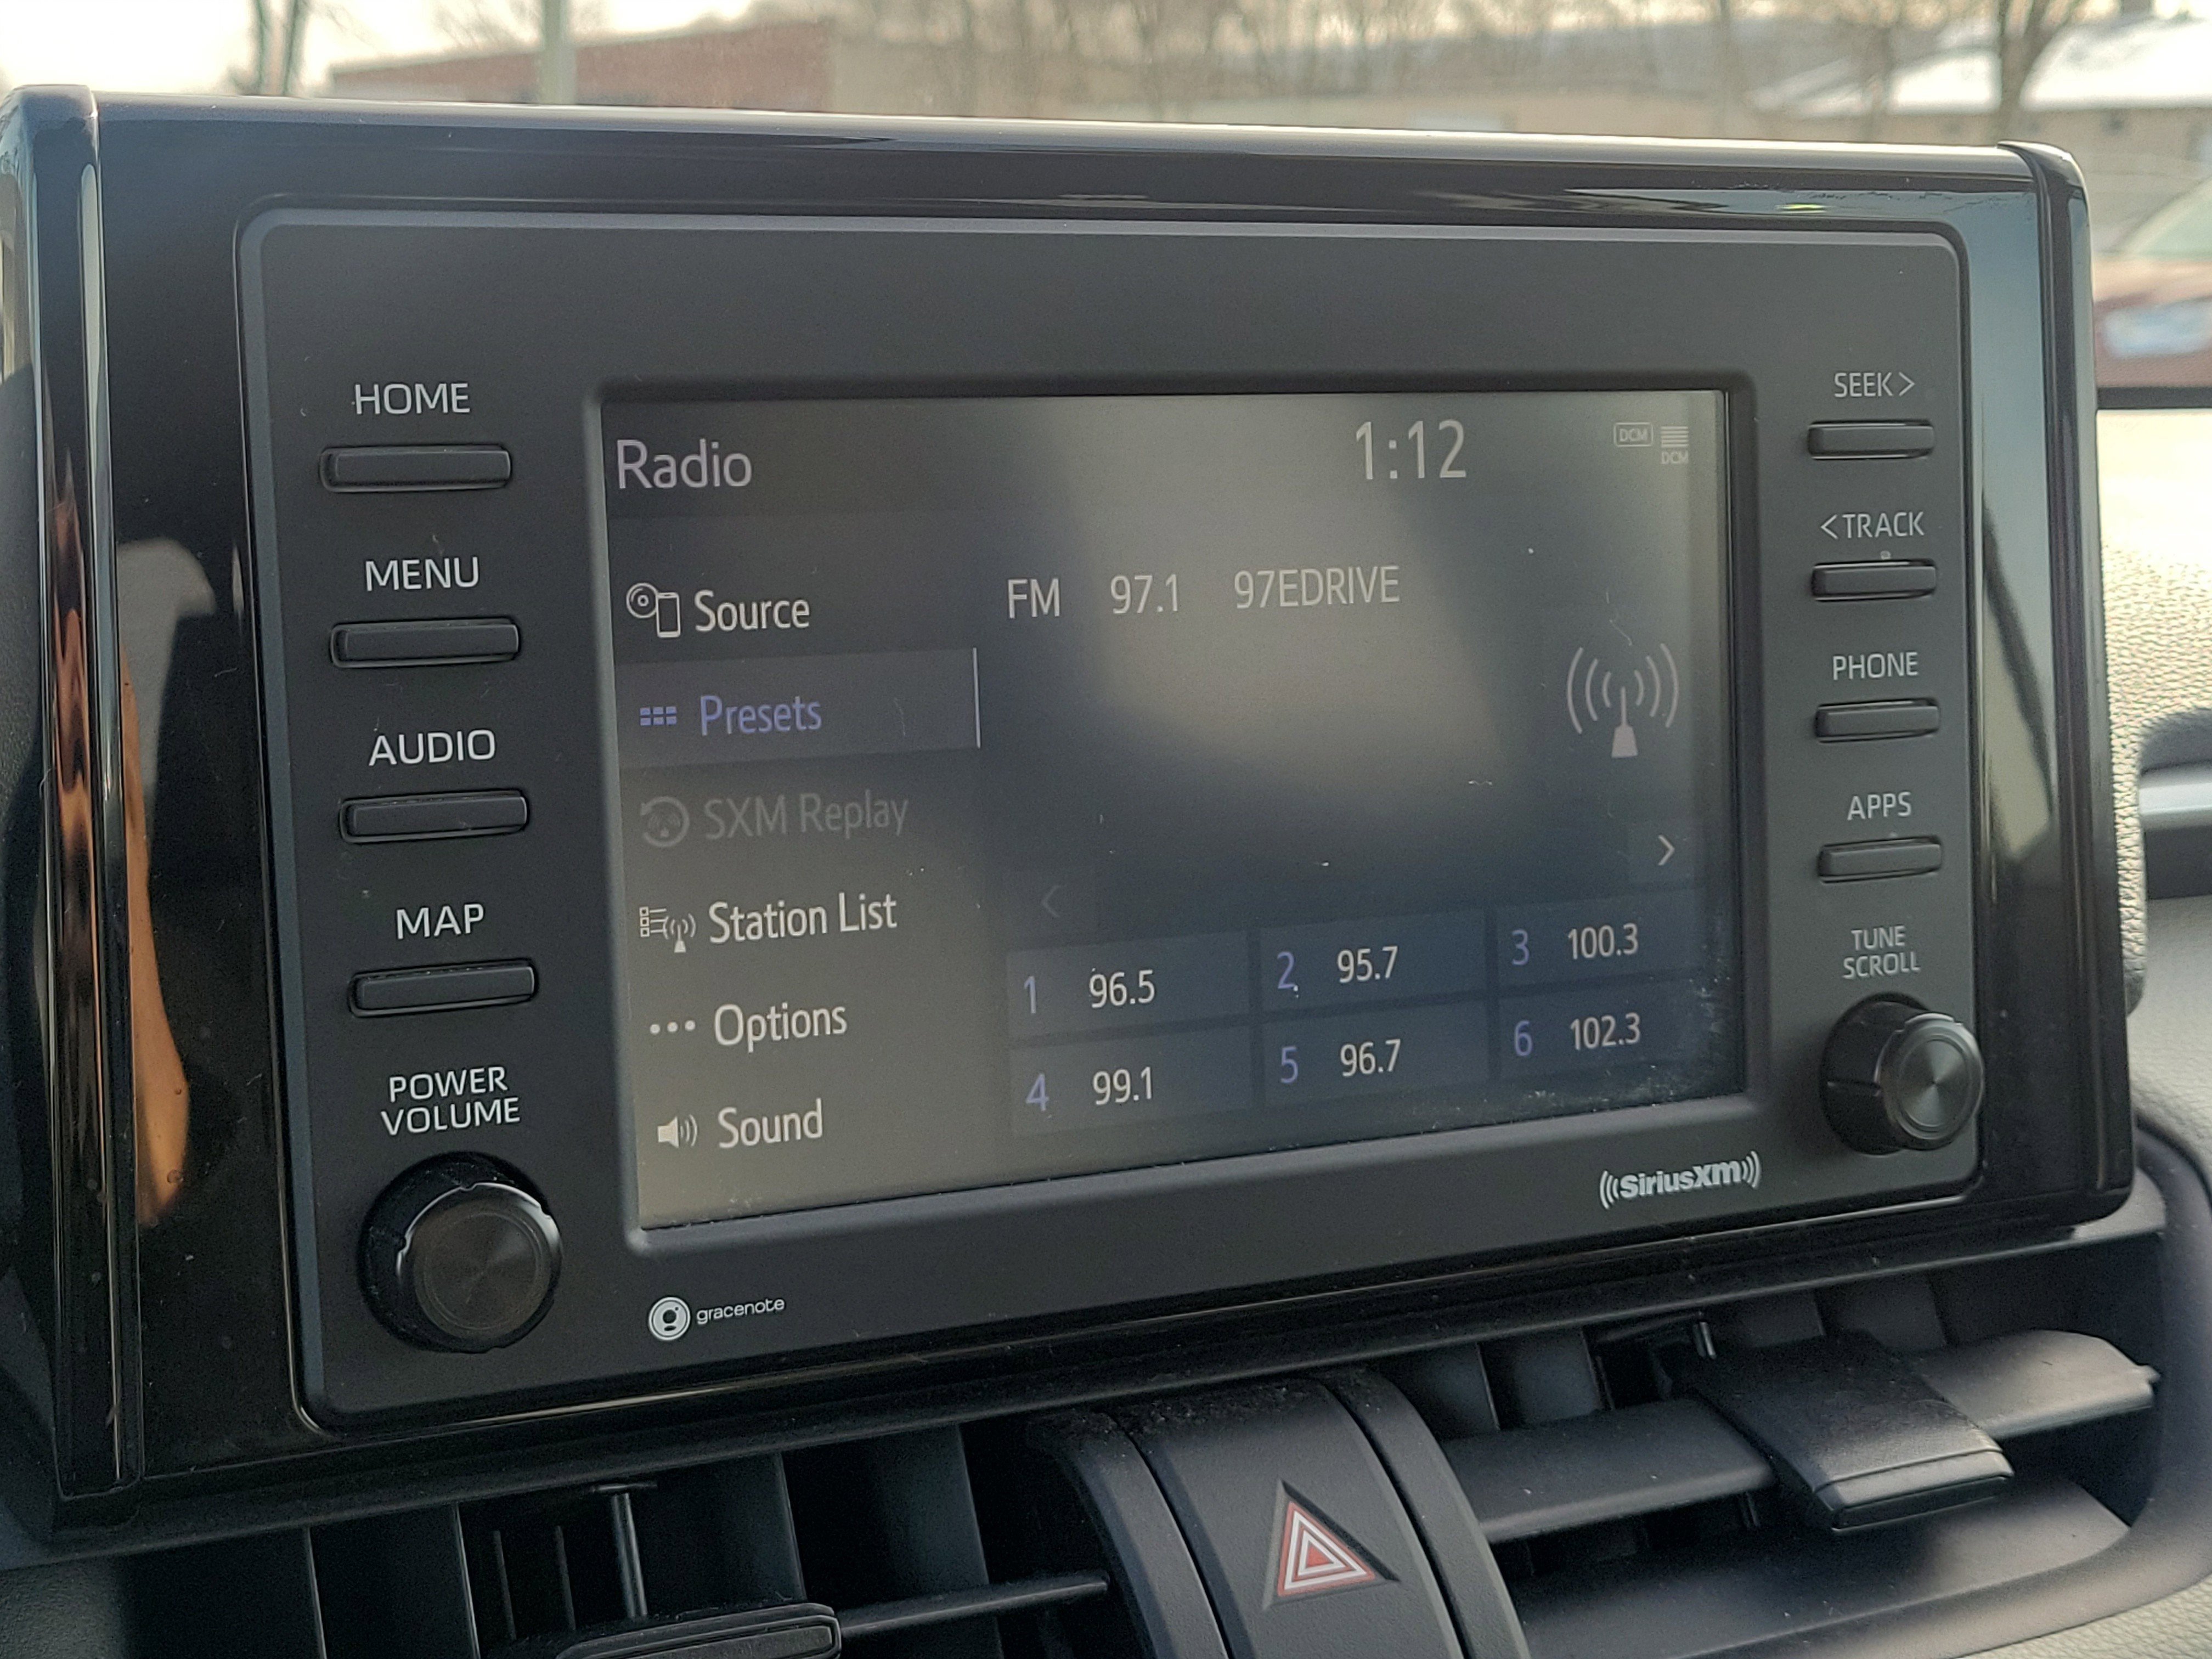 HOME
MENU
AUDIO
MAP
POWER
VOLUME
Radio
1:12
DCM
DCM
Source
FM 97.1 97EDRIVE
Presets
SXM Replay
Station List
Options
Sound
<
>
1 96.5 2 95.7 3 100.3
4 99.1 5 96.7 6 102.3
SEEK >
< TRACK
PHONE
APPS
TUNE
SCROLL
gracenote
((SiriusXM))